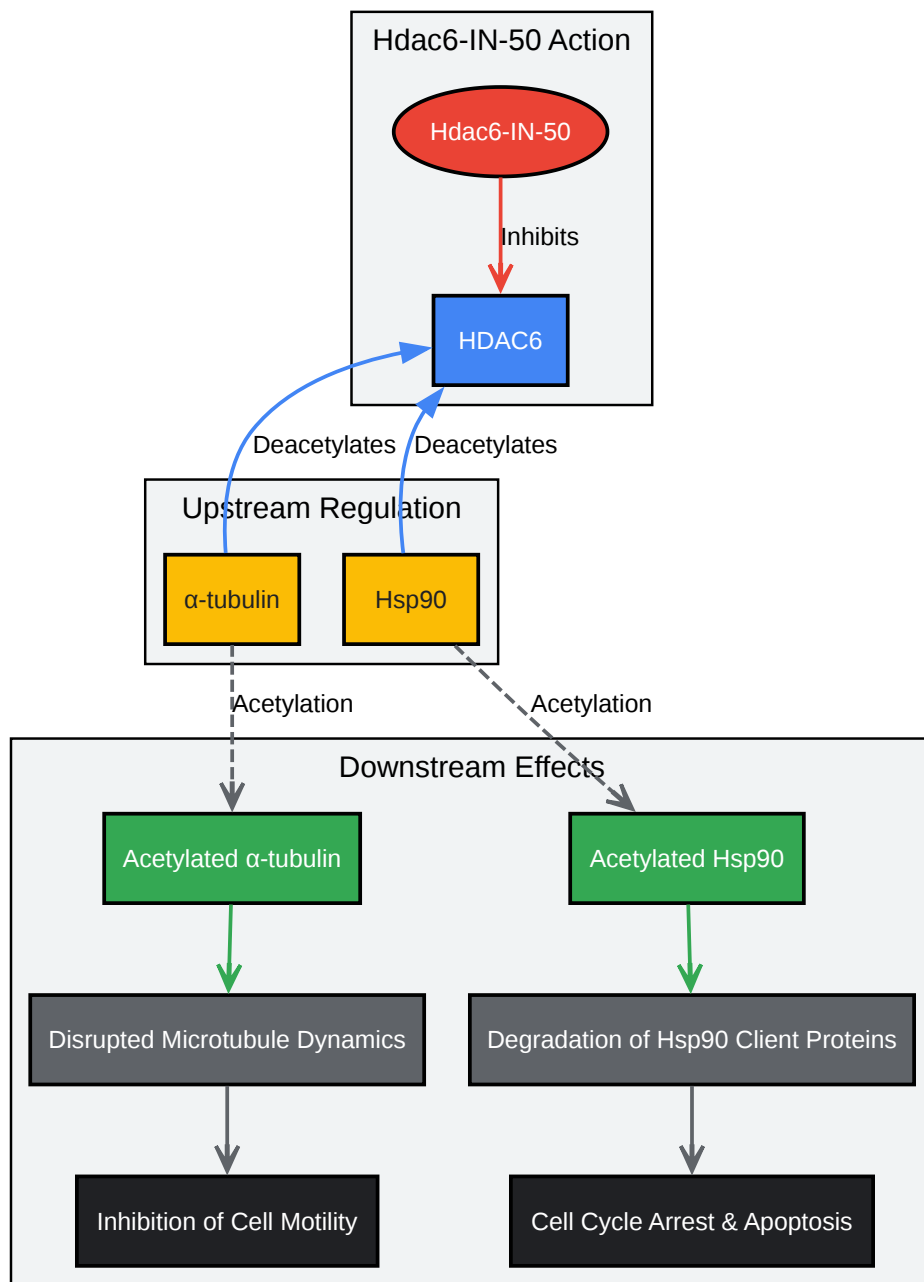 Hdac6-IN-50 Action
Hdac6-IN-50
Inhibits
HDAC6
Deacetylates
Deacetylates
Upstream Regulation
α-tubulin
Hsp90
Acetylation
Acetylation
Downstream Effects
Acetylated α-tubulin
Acetylated Hsp90
Disrupted Microtubule Dynamics
Degradation of Hsp90 Client Proteins
Inhibition of Cell Motility
Cell Cycle Arrest & Apoptosis